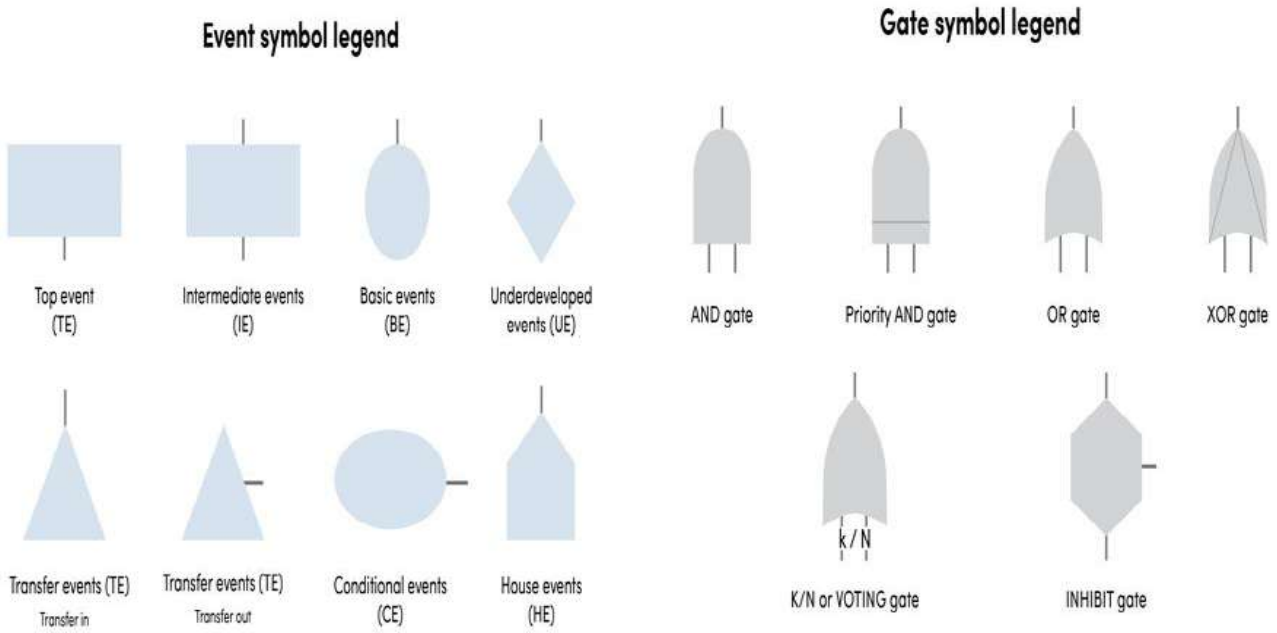 Event symbol legend
Gate symbol legend
Top event
(TE)
Intermediate events
(IE)
Basic events
(BE)
Underdeveloped
events (UE)
AND gate
Priority AND gate
OR gate
XOR gate
Transfer events (TE)
Transfer in
Transfer events (TE)
Transfer out
Conditional events
(CE)
House events
(HE)
k / N
K/N or VOTING gate
INHIBIT gate